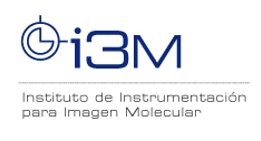 i3M
Instituto de Instrumentación
para Imagen Molecular